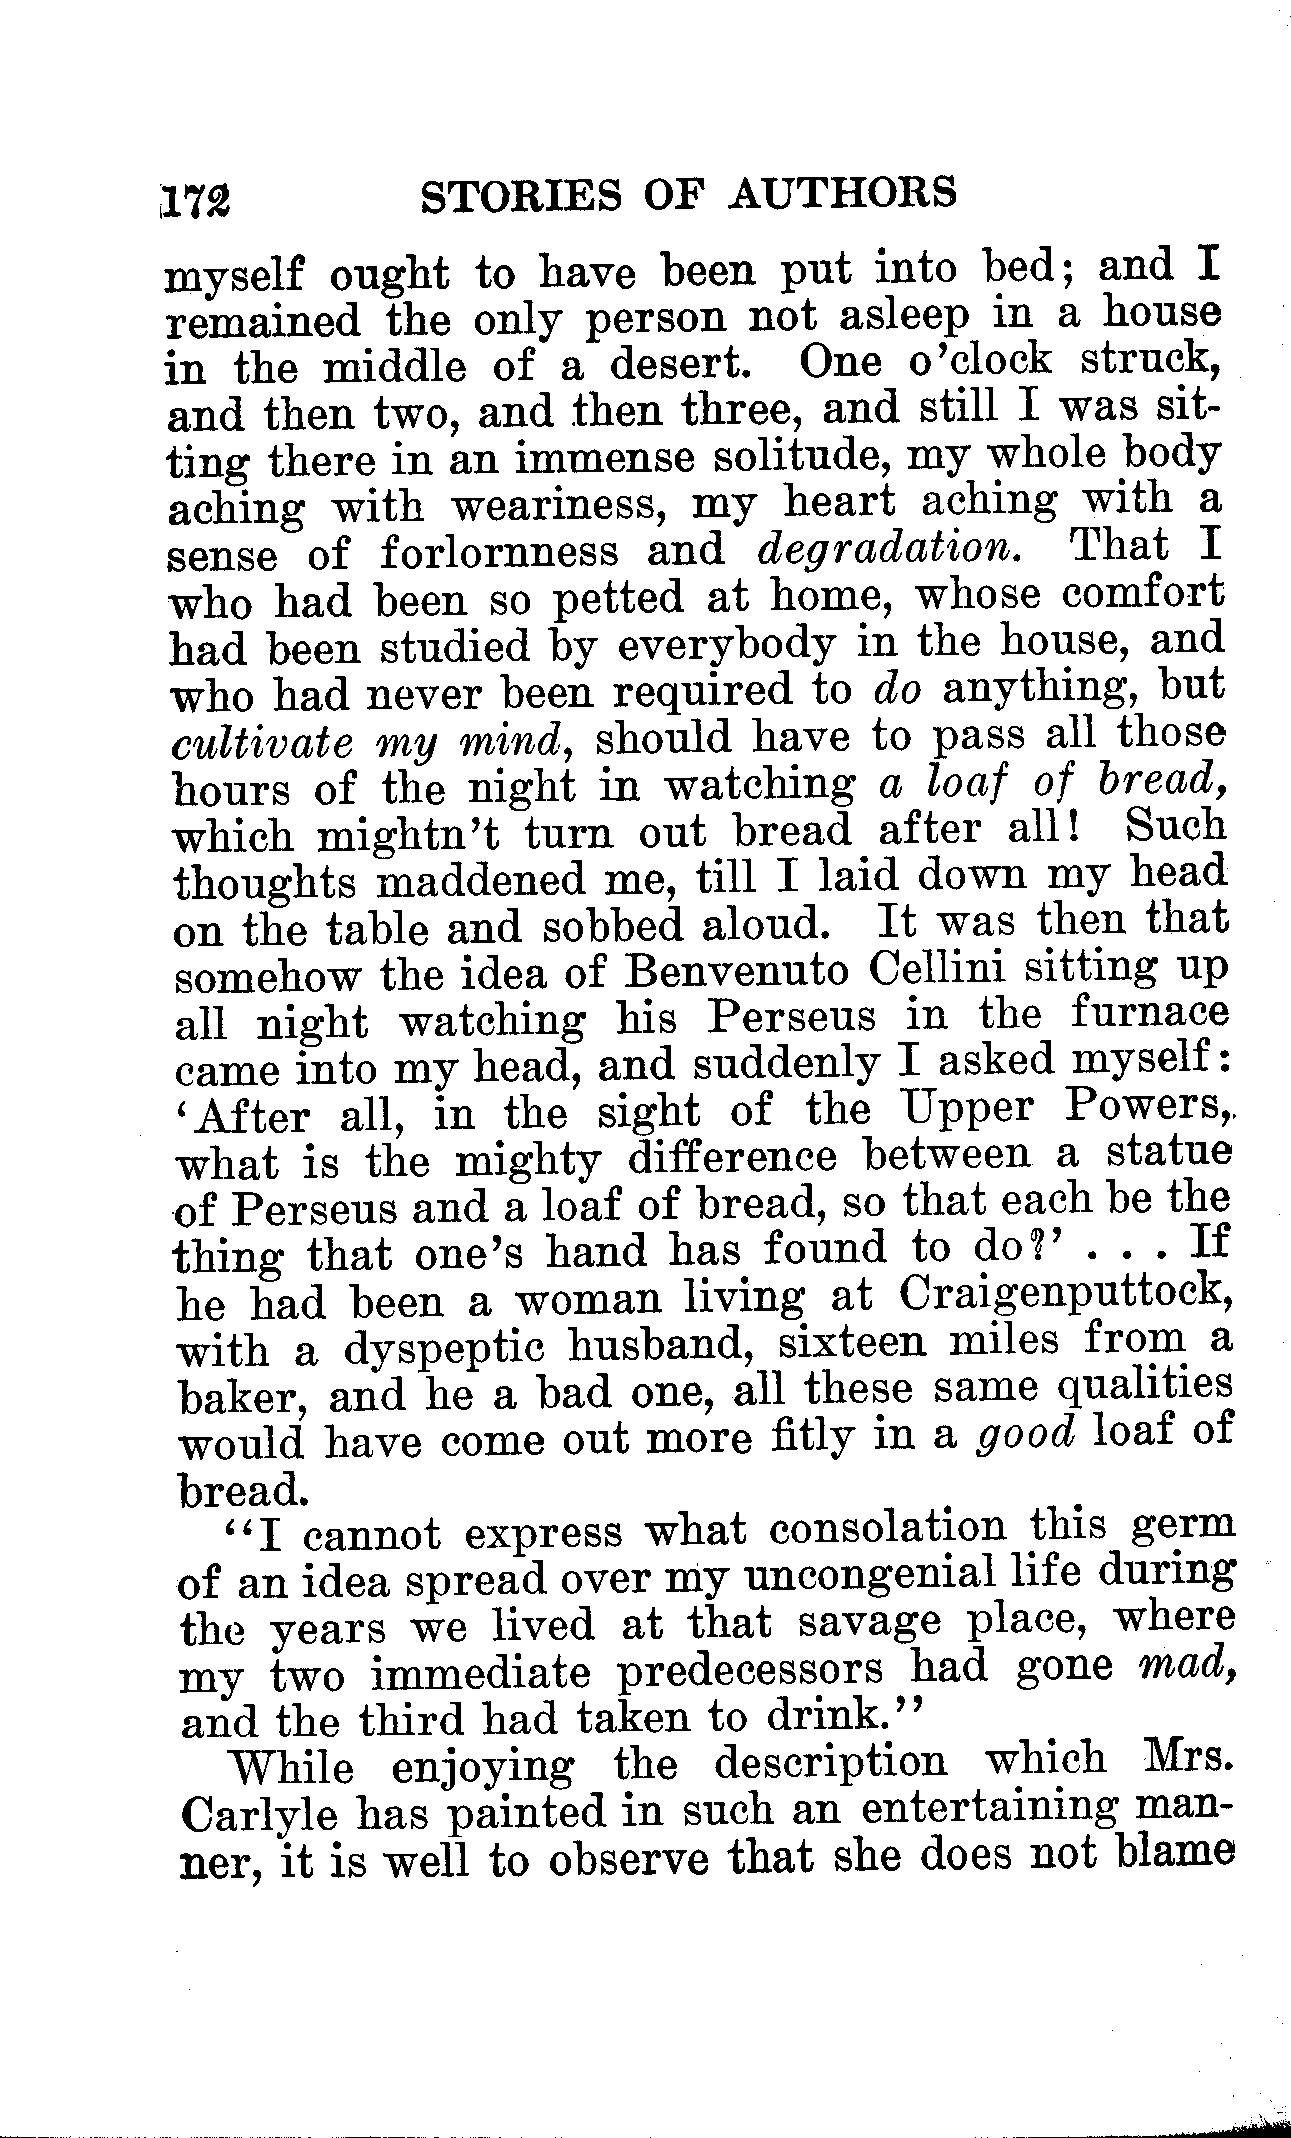 172 STORIES OF AUTHORS
myself ought to have been put into bed; and I
remained the only person not asleep in a house
in the middle of a desert. One o'clock struck,
and then two, and then three, and still I was sit-
ting there in an immense solitude, my whole body
aching with weariness, my heart aching with a
sense of forlornness and degradation. That I
who had been so petted at home, whose comfort
had been studied by everybody in the house, and
who had never been required to do anything, but
cultivate my mind, should have to pass all those
hours of the night in watching a loaf of bread,
which mightn't turn out bread after all! Such
thoughts maddened me, till I laid down my head
on the table and sobbed aloud. It was then that
somehow the idea of Benvenuto Cellini sitting up
all night watching his Perseus in the furnace
came into my head, and suddenly I asked myself:
'After all, in the sight of the Upper Powers,
what is the mighty difference between a statue
of Perseus and a loaf of bread, so that each be the
thing that one's hand has found to do?' . . . If
he had been a woman living at Craigenputtock,
with a dyspeptic husband, sixteen miles from a
baker, and he a bad one, all these same qualities
would have come out more fitly in a good loaf of
bread.
"I cannot express what consolation this germ
of an idea spread over my uncongenial life during
the years we lived at that savage place, where
my two immediate predecessors had gone mad,
and the third had taken to drink."
While enjoying the description which Mrs.
Carlyle has painted in such an entertaining man-
ner, it is well to observe that she does not blame